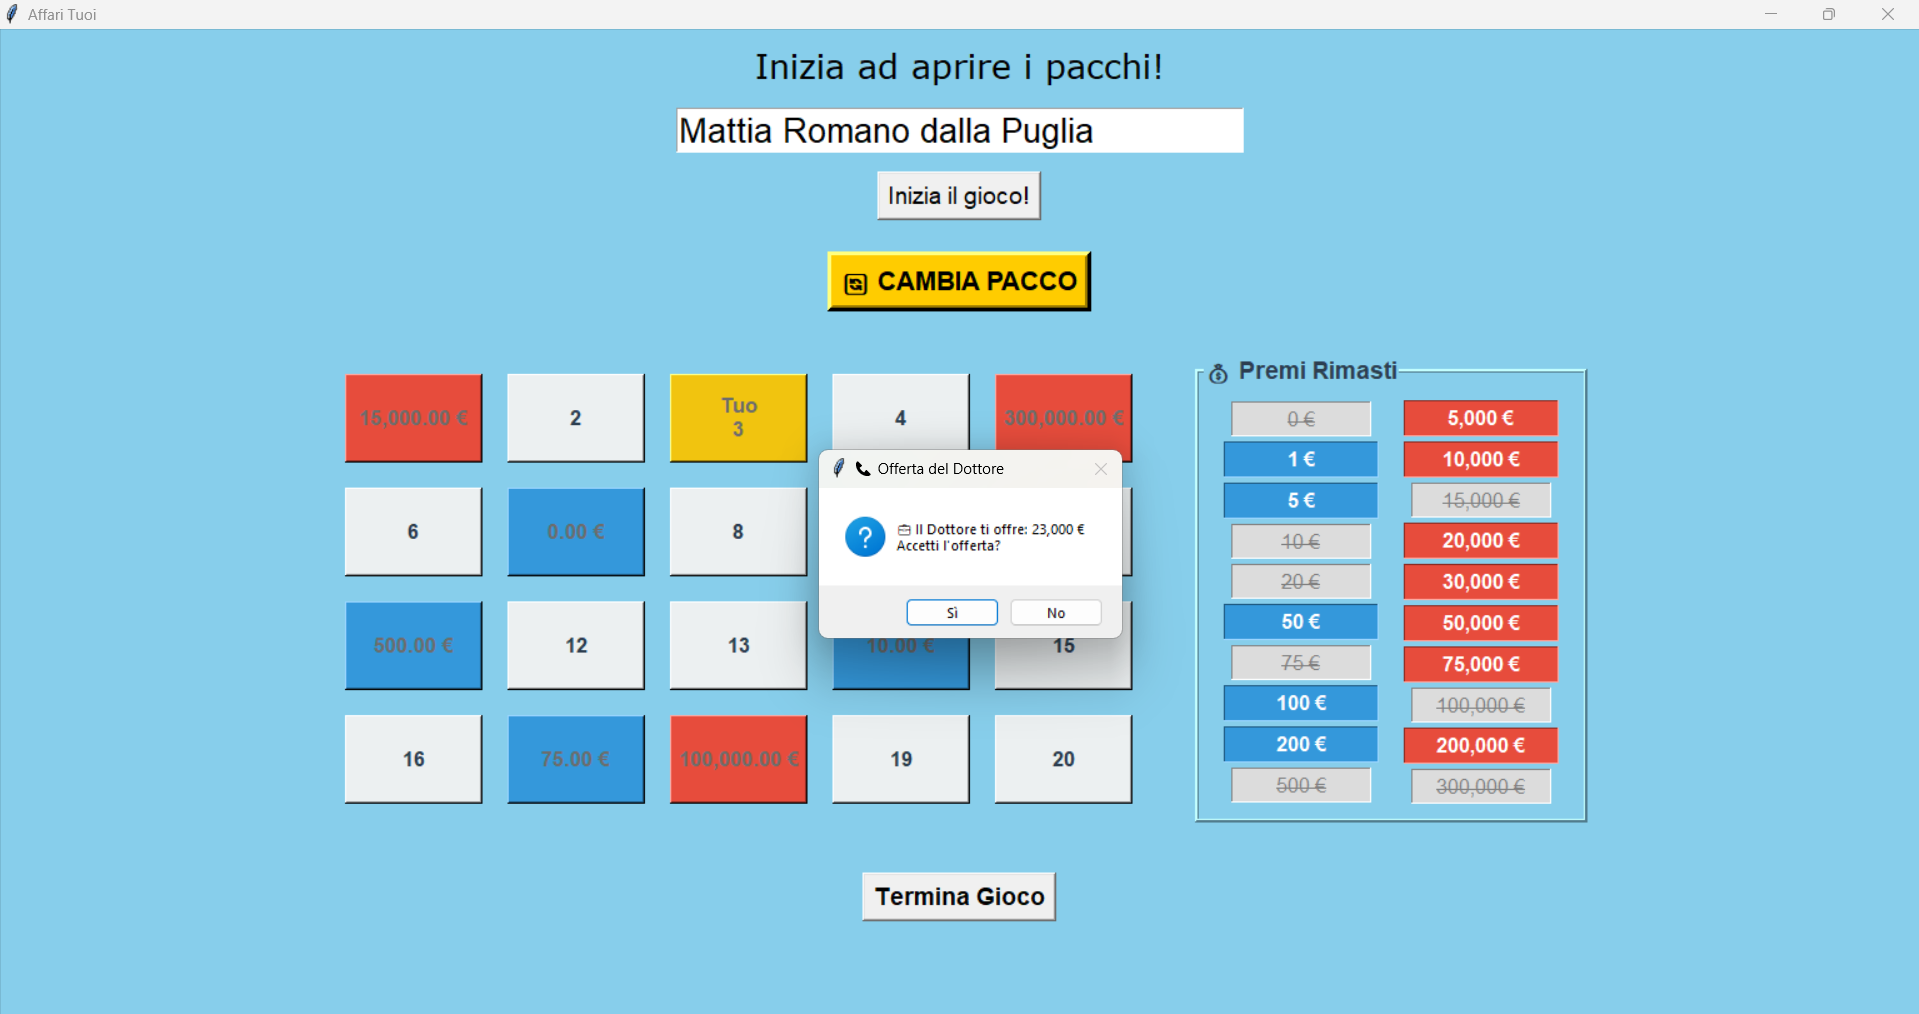 Affari Tuoi
Inizia ad aprire i pacchi!
Mattia Romano dalla Puglia
Inizia il gioco!
CAMBIA PACCO
15,000.00 €
2
Tuo
3
4
300,000.00 €
6
0.00 €
8
500.00 €
12
13
10.00 €
15
16
75.00 €
100,000.00 €
19
20
Offerta del Dottore
Il Dottore ti offre: 23,000 €
Accetti l'offerta?
Sì
No
Premi Rimasti
0 €
5,000 €
1 €
10,000 €
5 €
15,000 €
10 €
20,000 €
20 €
30,000 €
50 €
50,000 €
75 €
75,000 €
100 €
100,000 €
200 €
200,000 €
500 €
300,000 €
Termina Gioco